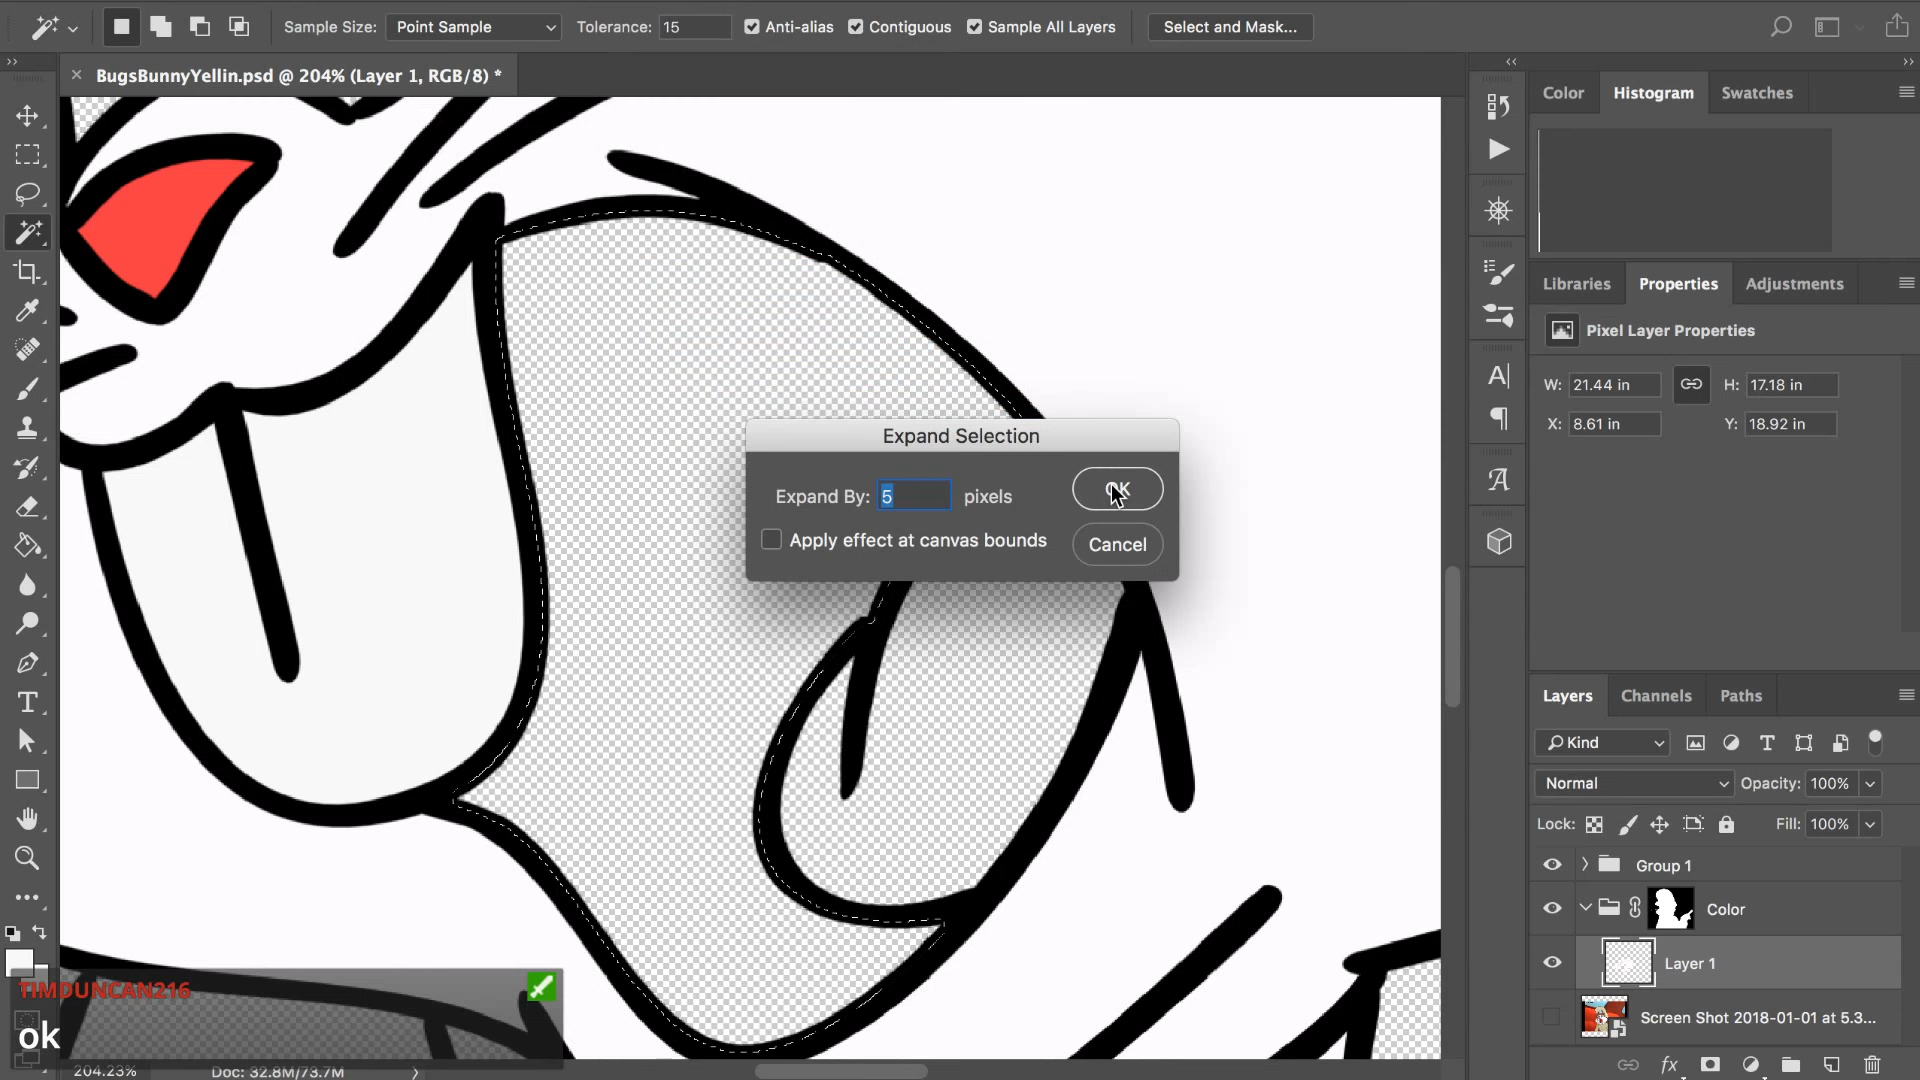 Sample Size: Point Sample Tolerance: 15 Anti-alias Contiguous Sample All Layers Select and Mask...
BugsBunnyYellin.psd @ 204% (Layer 1, RGB/8) *
Color Histogram Swatches
Libraries Properties Adjustments
Pixel Layer Properties
W: 21.44 in H: 17.18 in
X: 8.61 in Y: 18.92 in
Expand Selection
Expand By: 5 pixels OK
Apply effect at canvas bounds Cancel
Layers Channels Paths
Kind
Normal Opacity: 100%
Lock: Fill: 100%
Group 1
Color
Layer 1
Screen Shot 2018-01-01 at 5.3...
TIMDUNCAN216
ok
204.23% Doc: 32.8M/73.7M